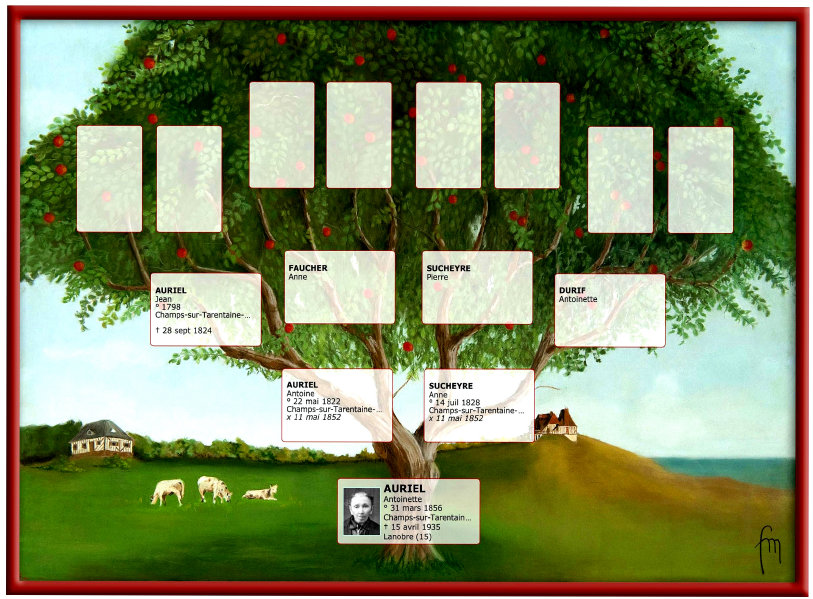 AURIEL
Jean
° 1798
Champs-sur-Tarentaine-...
† 28 sept 1824
FAUCHER
Anne
SUCHEYRE
Pierre
DURIF
Antoinette
AURIEL
Antoine
° 22 mai 1822
Champs-sur-Tarentaine-...
x 11 mai 1852
SUCHEYRE
Anne
° 14 juil 1828
Champs-sur-Tarentaine-...
x 11 mai 1852
AURIEL
Antoinette
° 31 mars 1856
Champs-sur-Tarentain...
† 15 avril 1935
Lanobre (15)
fm